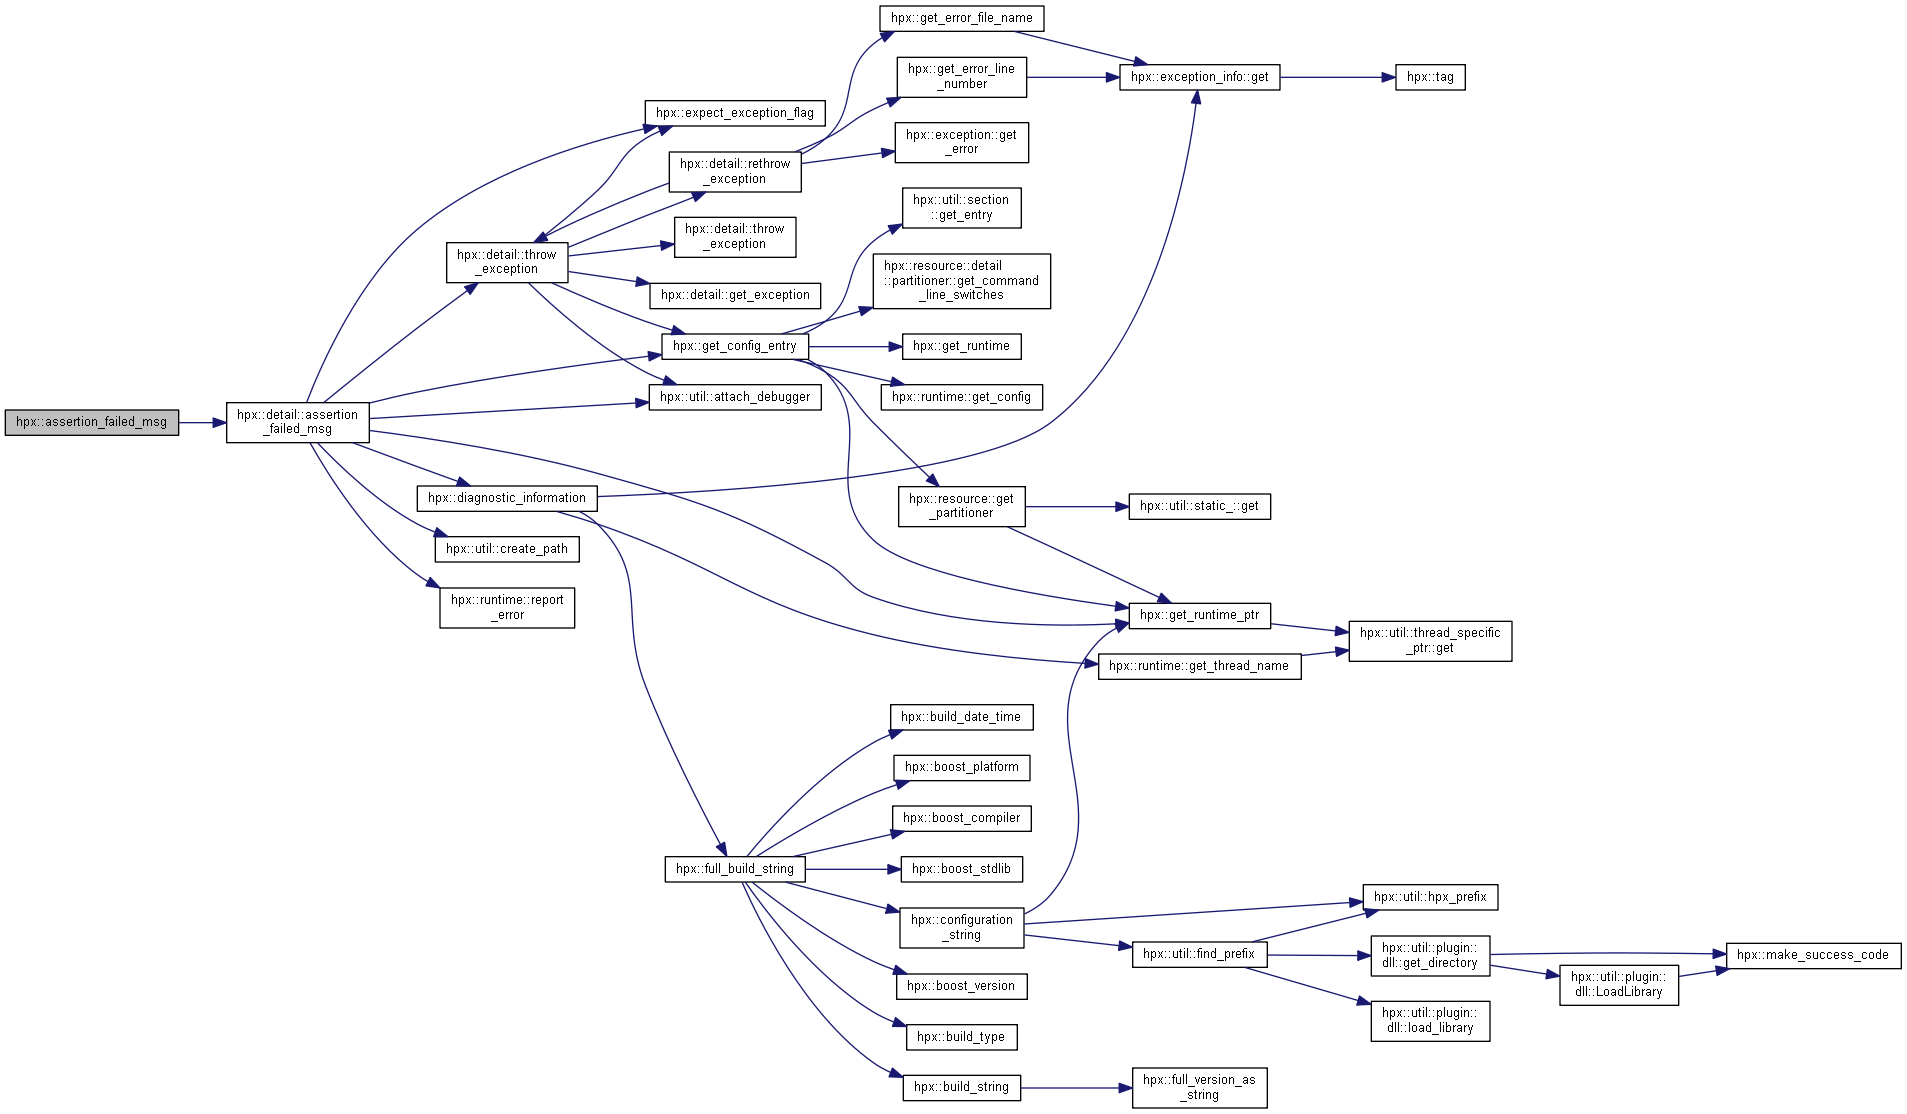 hpx::get_error_file_name
hpx::get_error_line
_number
hpx::exception_info::get
hpx::tag
hpx::expect_exception_flag
hpx::exception::get
_error
hpx::detail::rethrow
_exception
hpx::util::section
::get_entry
hpx::detail::throw
_exception
hpx::detail::throw
_exception
hpx::resource::detail
::partitioner::get_command
_line_switches
hpx::detail::get_exception
hpx::get_config_entry
hpx::get_runtime
hpx::util::attach_debugger
hpx::runtime::get_config
hpx::assertion_failed_msg
hpx::detail::assertion
_failed_msg
hpx::diagnostic_information
hpx::resource::get
_partitioner
hpx::util::static_::get
hpx::util::create_path
hpx::runtime::report
_error
hpx::get_runtime_ptr
hpx::util::thread_specific
_ptr::get
hpx::runtime::get_thread_name
hpx::build_date_time
hpx::boost_platform
hpx::boost_compiler
hpx::full_build_string
hpx::boost_stdlib
hpx::util::hpx_prefix
hpx::configuration
_string
hpx::util::find_prefix
hpx::util::plugin::
dll::get_directory
hpx::make_success_code
hpx::util::plugin::
dll::LoadLibrary
hpx::boost_version
hpx::util::plugin::
dll::load_library
hpx::build_type
hpx::build_string
hpx::full_version_as
_string